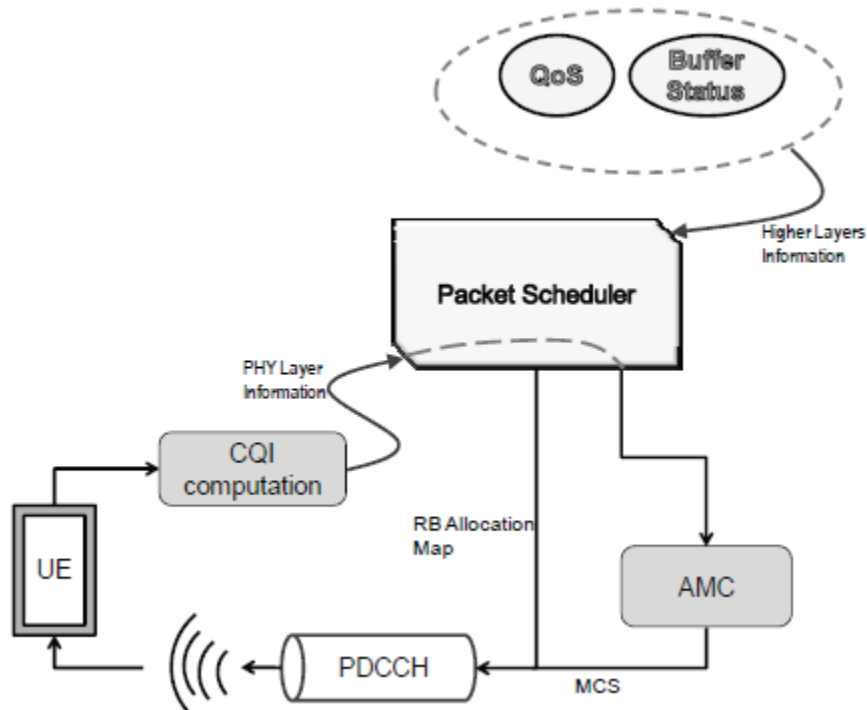 QoS
Buffer
Status
Higher Layers
Information
Packet Scheduler
PHY Layer
Information
CQI
computation
RB Allocation
Map
UE
AMC
PDCCH
MCS